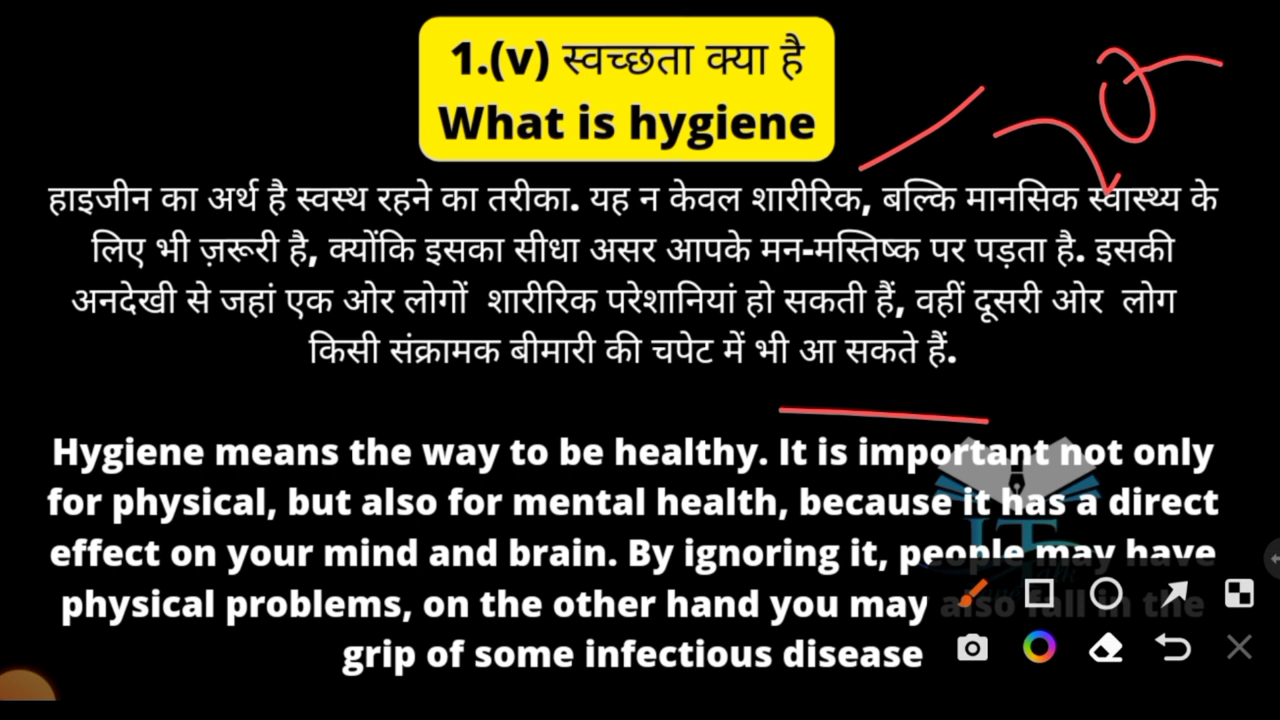 1.(v) स्वच्छता क्या है
What is hygiene
हाइजीन का अर्थ है स्वस्थ रहने का तरीका. यह न केवल शारीरिक, बल्कि मानसिक स्वास्थ्य के
लिए भी ज़रूरी है, क्योंकि इसका सीधा असर आपके मन-मस्तिष्क पर पड़ता है. इसकी
अनदेखी से जहां एक ओर लोगों शारीरिक परेशानियां हो सकती हैं, वहीं दूसरी ओर लोग
किसी संक्रामक बीमारी की चपेट में भी आ सकते हैं.
Hygiene means the way to be healthy. It is important not only
for physical, but also for mental health, because it has a direct
effect on your mind and brain. By ignoring it, people may have
physical problems, on the other hand you may also fall in the
grip of some infectious disease